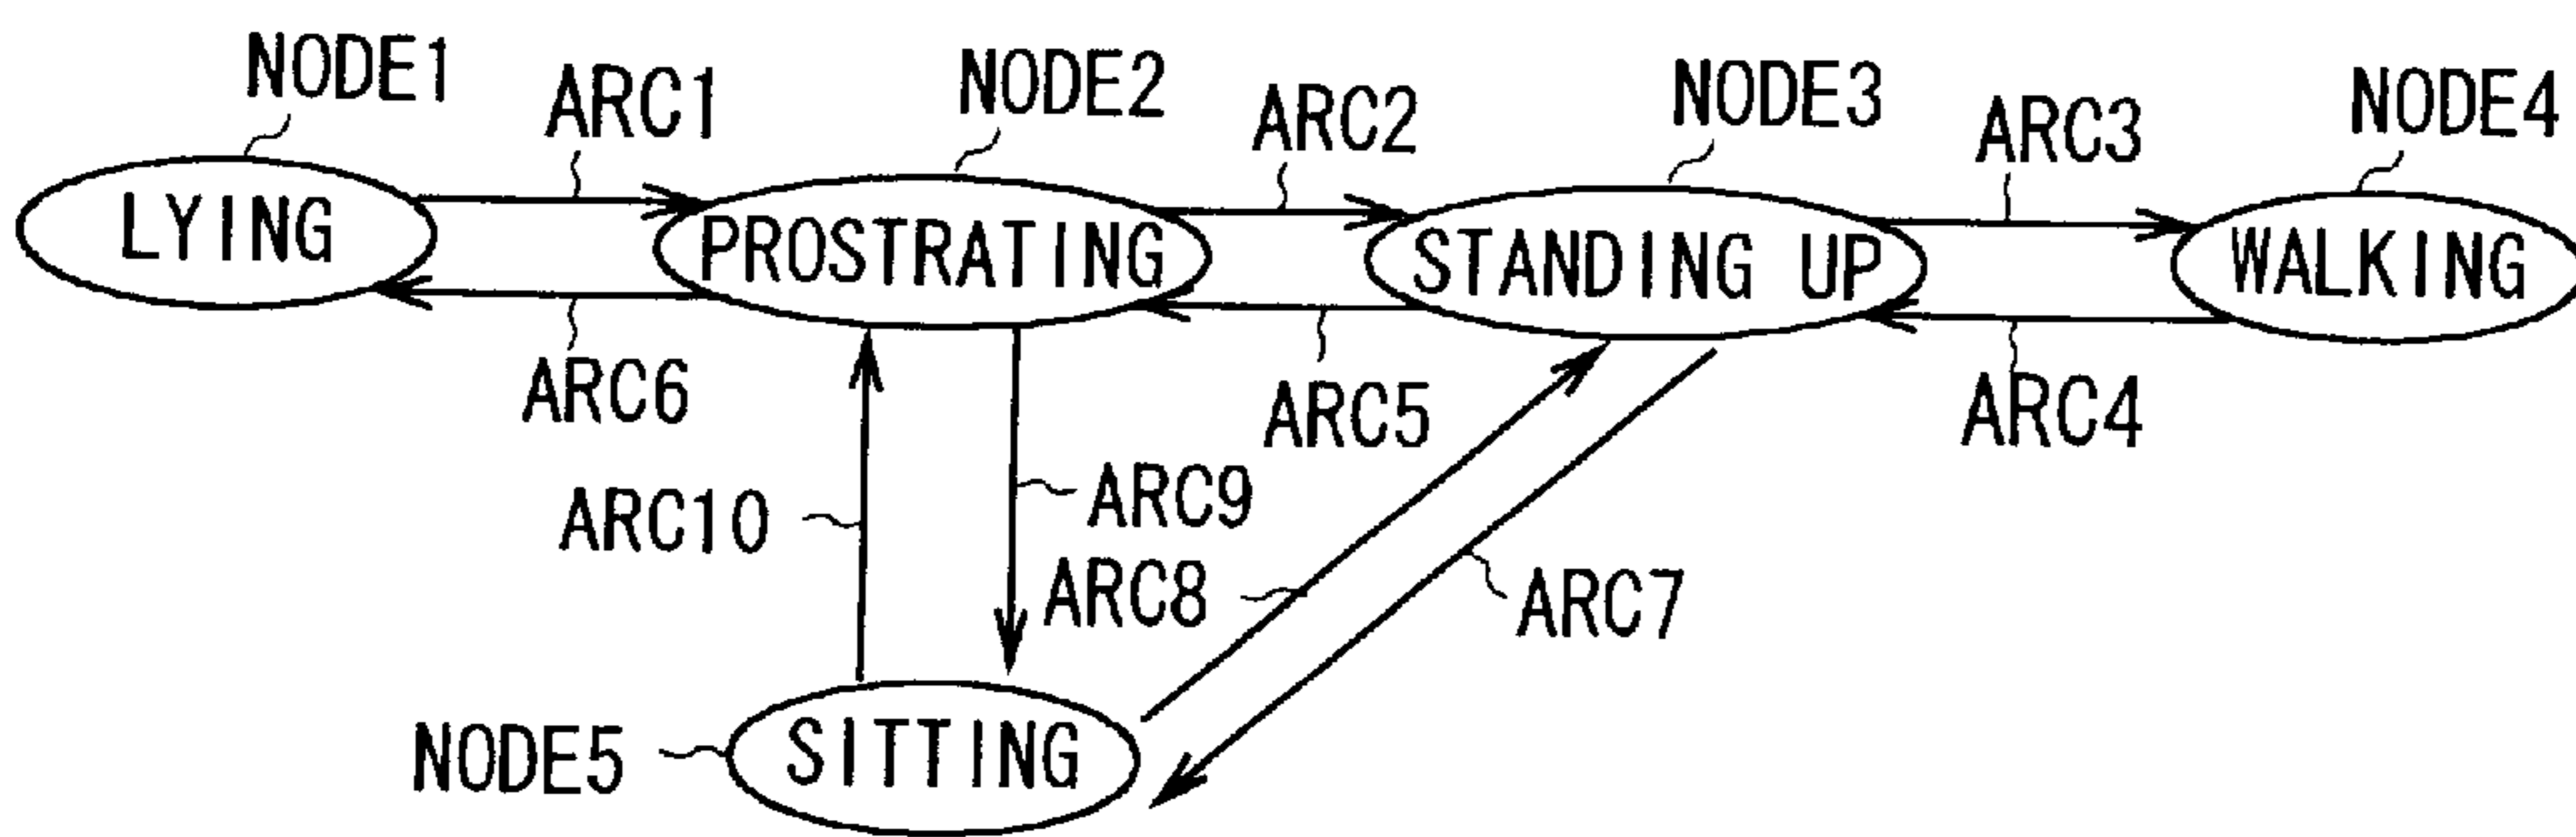 NODE1
ARC1
NODE2
ARC2
NODE3
ARC3
NODE4
LYING
PROSTRATING
STANDING UP
WALKING
ARC6
ARC5
ARC4
ARC10
ARC9
ARC8
ARC7
NODE5
SITTING